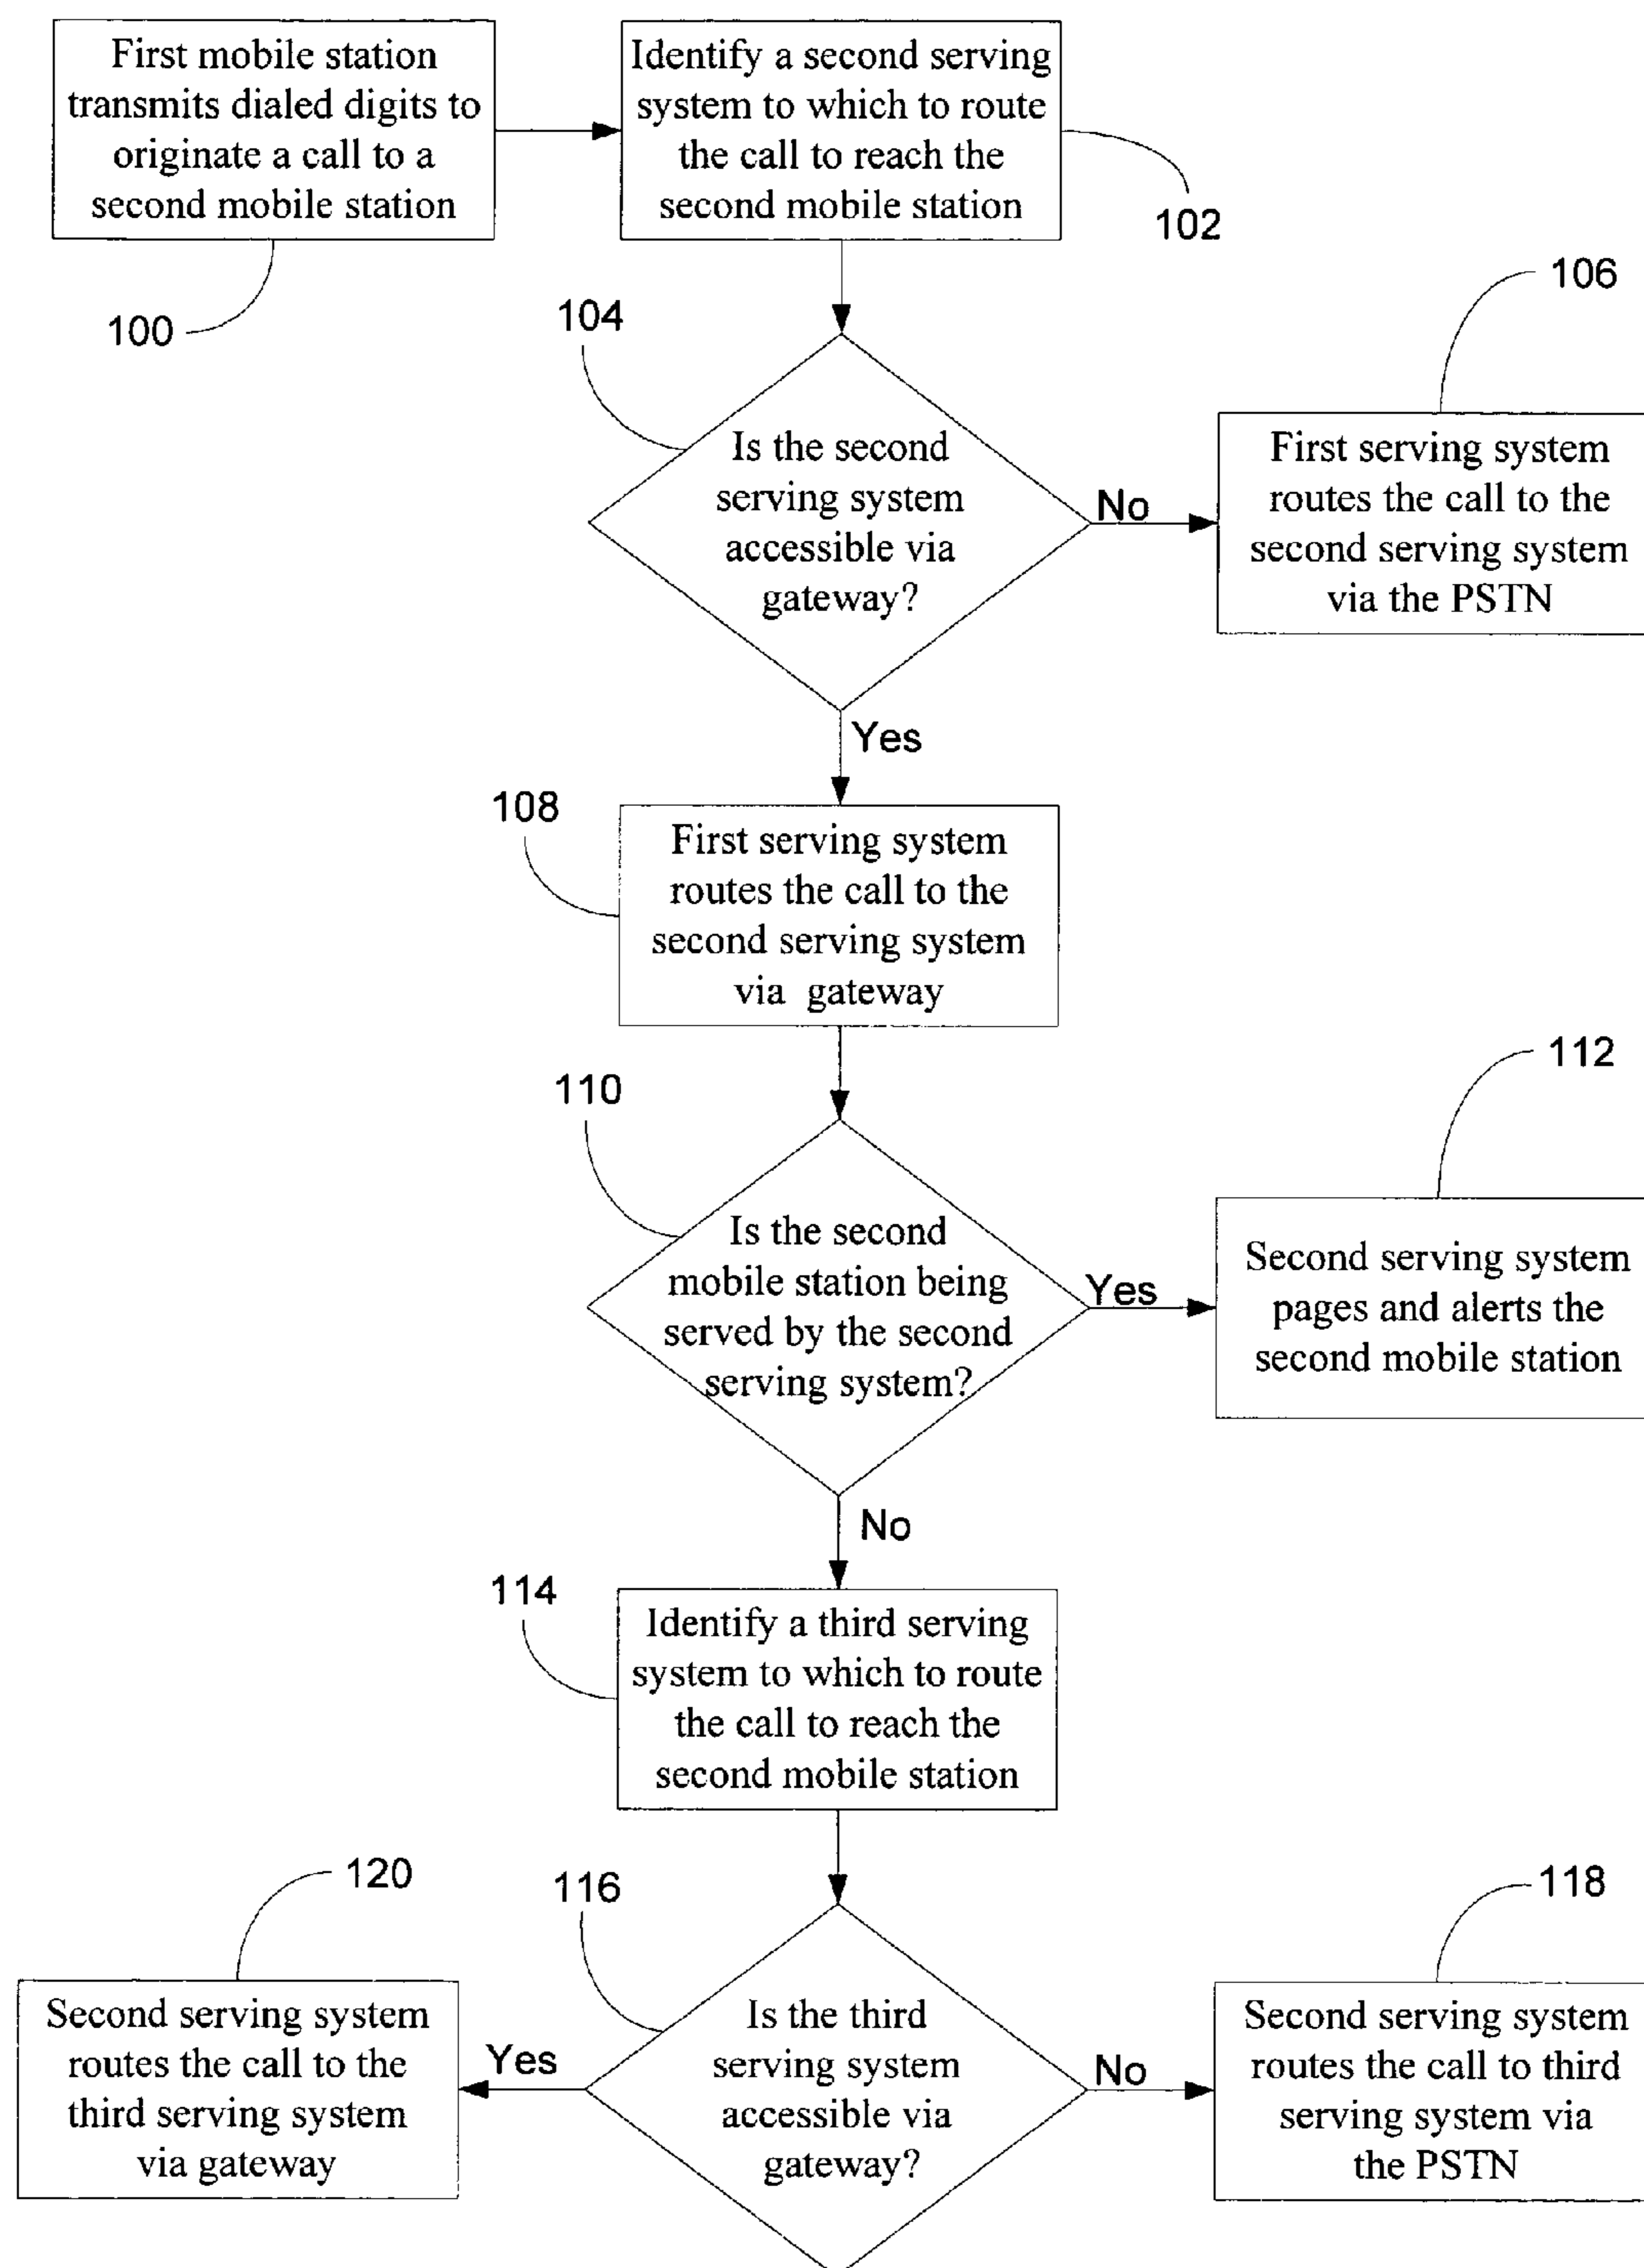 First mobile station
transmits dialed digits to
originate a call to a
second mobile station
100
Identify a second serving
system to which to route
the call to reach the
second mobile station
102
104
Is the second
serving system
accessible via
gateway?
No
106
First serving system
routes the call to the
second serving system
via the PSTN
Yes
108
First serving system
routes the call to the
second serving system
via gateway
110
Is the second
mobile station being
served by the second
serving system?
Yes
112
Second serving system
pages and alerts the
second mobile station
No
114
Identify a third serving
system to which to route
the call to reach the
second mobile station
116
Is the third
serving system
accessible via
gateway?
Yes
120
Second serving system
routes the call to the
third serving system
via gateway
No
118
Second serving system
routes the call to third
serving system via
the PSTN